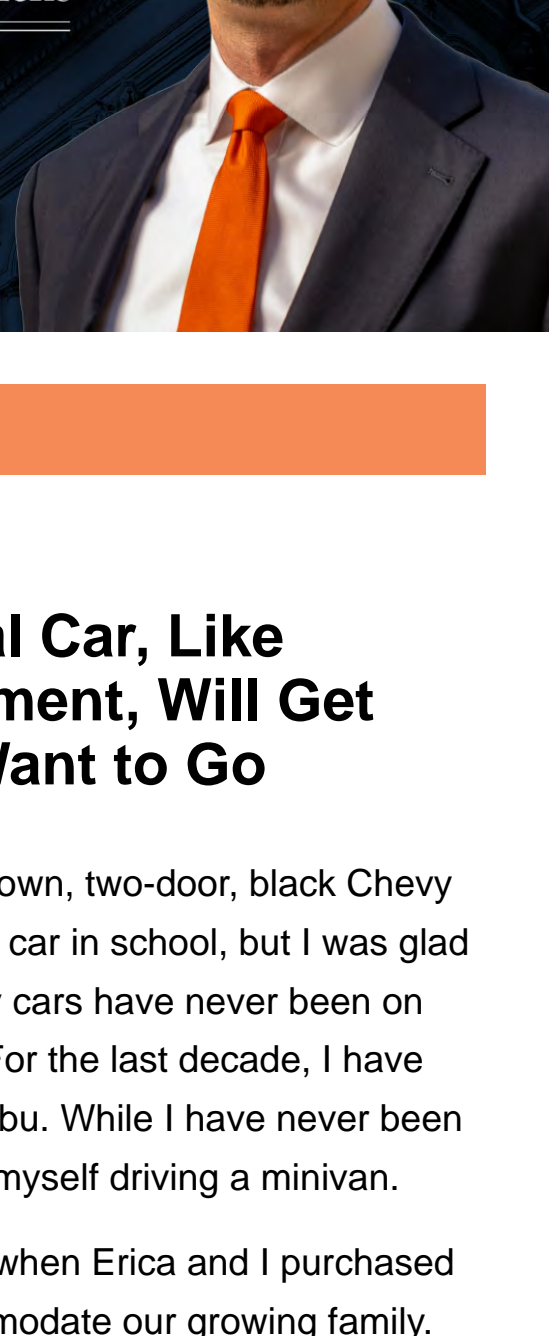 al Car, Like
ment, Will Get
Want to Go
own, two-door, black Chevy
car in school, but I was glad
cars have never been on
For the last decade, I have
bu. While I have never been
myself driving a minivan.
when Erica and I purchased
modate our growing family.